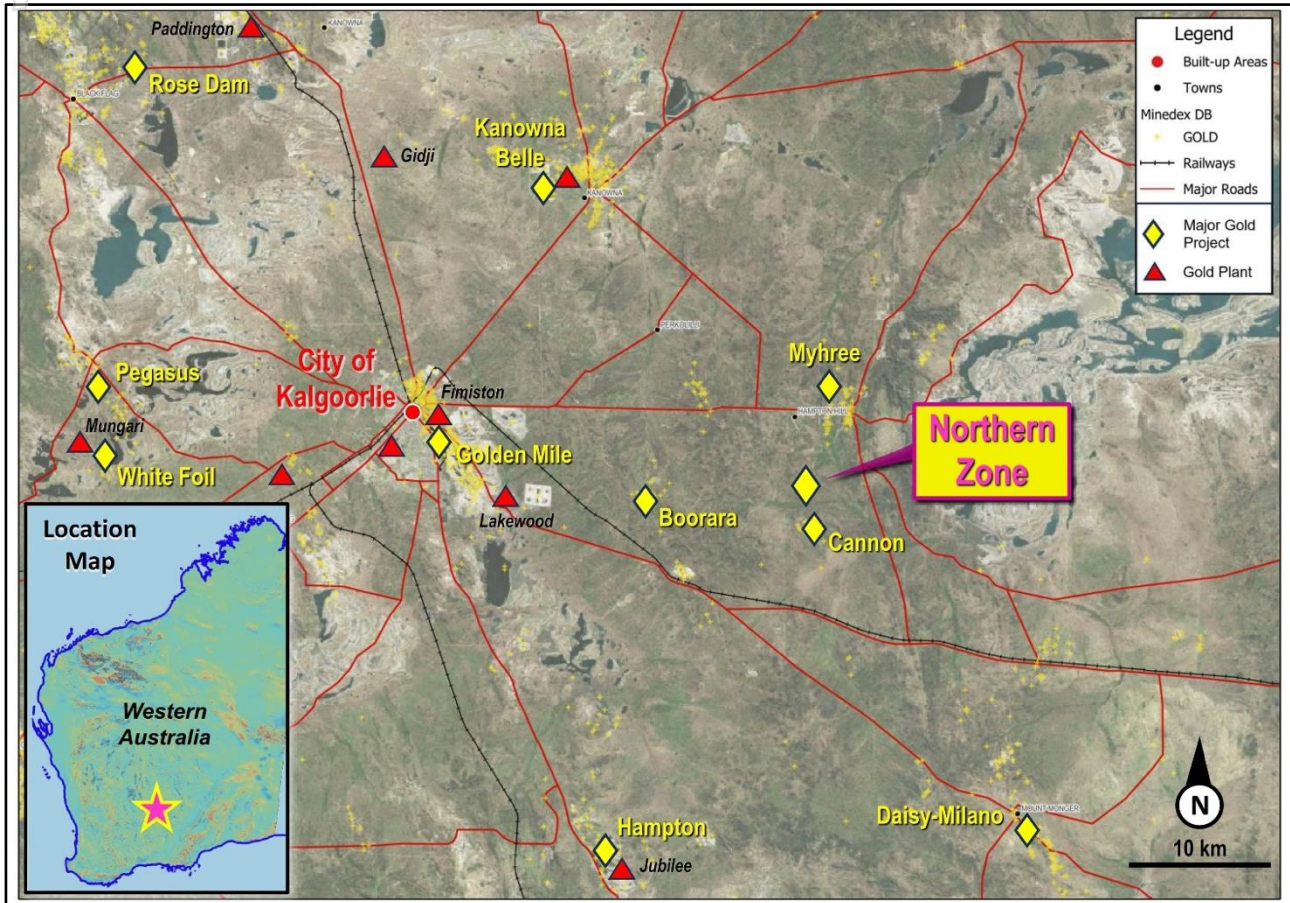 Paddington
KANOWNA
Rose Dam
BLACKFLAG
Gidji
Kanowna
Belle
KANOWNA
Legend
Built-up Areas
Towns
Minedex DB
GOLD
Railways
Major Roads
Major Gold
Project
Gold Plant
PERKOLILLI
Pegasus
City of
Kalgoorlie
Fimiston
Myhree
HAMPTON HILL
Mungari
White Foil
Golden Mile
Northern
Zone
Lakewood
Boorara
Cannon
Location
Map
Western
Australia
Hampton
Jubilee
Daisy-Milano
MOUNT MONGER
N
10 km